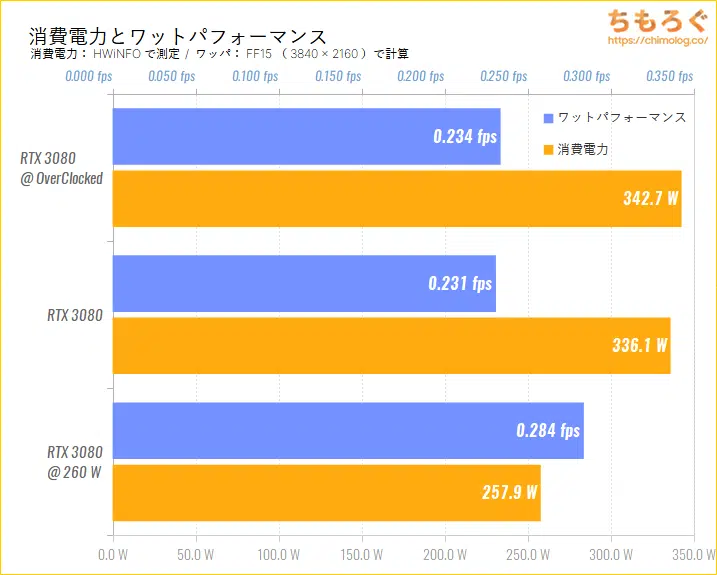 ちもろぐ
https://chimolog.co/
消費電力とワットパフォーマンス
消費電力： HWiNFO で測定 / ワッパ： FF15 （ 3840 × 2160 ）で計算
0.000 fps 0.050 fps 0.100 fps 0.150 fps 0.200 fps 0.250 fps 0.300 fps 0.350 fps
ワットパフォーマンス
消費電力
RTX 3080
@ OverClocked
0.234 fps
342.7 W
RTX 3080
0.231 fps
336.1 W
RTX 3080
@ 260 W
0.284 fps
257.9 W
0.0 W 50.0 W 100.0 W 150.0 W 200.0 W 250.0 W 300.0 W 350.0 W